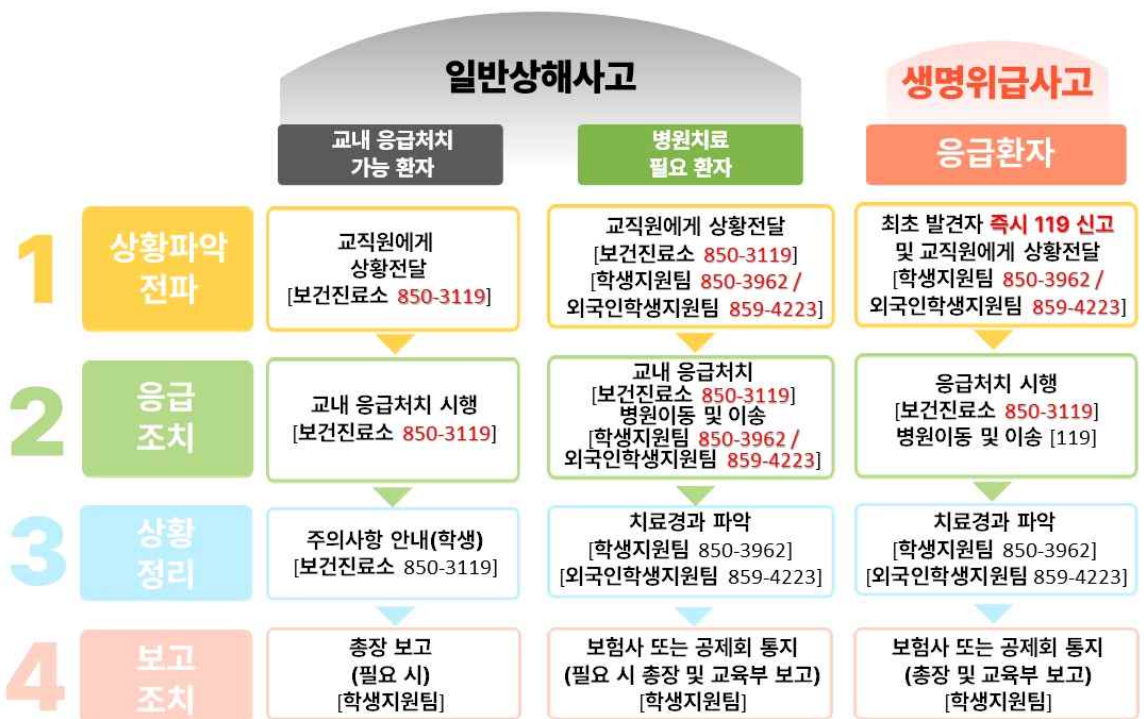 일반상해사고
생명위급사고
교내 응급처치
가능 환자
병원치료
필요 환자
응급환자
1
상황파악
전파
교직원에게
상황전달
[보건진료소 850-3119]
교직원에게 상황전달
[보건진료소 850-3119]
[학생지원팀 850-3962 /
외국인학생지원팀 859-4223]
최초 발견자 즉시 119 신고
및 교직원에게 상황전달
[학생지원팀 850-3962 /
외국인학생지원팀 859-4223]
2
응급
조치
교내 응급처치 시행
[보건진료소 850-3119]
교내 응급처치
[보건진료소 850-3119]
병원이동 및 이송
[학생지원팀 850-3962 /
외국인학생지원팀 859-4223]
응급처치 시행
[보건진료소 850-3119]
병원이동 및 이송 [119]
3
상황
정리
주의사항 안내(학생)
[보건진료소 850-3119]
치료경과 파악
[학생지원팀 850-3962]
[외국인학생지원팀 859-4223]
치료경과 파악
[학생지원팀 850-3962]
[외국인학생지원팀 859-4223]
4
보고
조치
총장 보고
(필요 시)
[학생지원팀]
보험사 또는 공제회 통지
(필요 시 총장 및 교육부 보고)
[학생지원팀]
보험사 또는 공제회 통지
(총장 및 교육부 보고)
[학생지원팀]